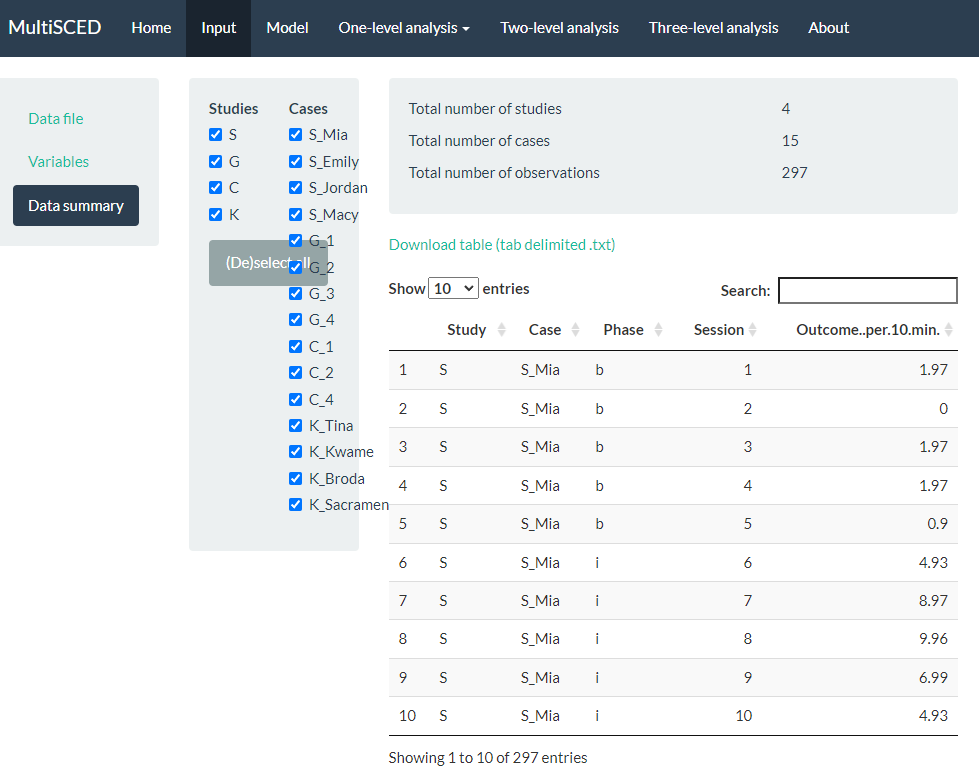 MultiSCED Home Input Model One-level analysis Two-level analysis Three-level analysis About
Data file
Variables
Data summary
Studies Cases
S S_Mia
G S_Emily
C S_Jordan
K S_Macy
(De)select all G_1
G_2
G_3
G_4
C_1
C_2
C_4
K_Tina
K_Kwame
K_Broda
K_Sacramen
Total number of studies 4
Total number of cases 15
Total number of observations 297
Download table (tab delimited .txt)
Show 10 entries Search:
Study Case Phase Session Outcome..per.10.min.
1 S S_Mia b 1 1.97
2 S S_Mia b 2 0
3 S S_Mia b 3 1.97
4 S S_Mia b 4 1.97
5 S S_Mia b 5 0.9
6 S S_Mia i 6 4.93
7 S S_Mia i 7 8.97
8 S S_Mia i 8 9.96
9 S S_Mia i 9 6.99
10 S S_Mia i 10 4.93
Showing 1 to 10 of 297 entries